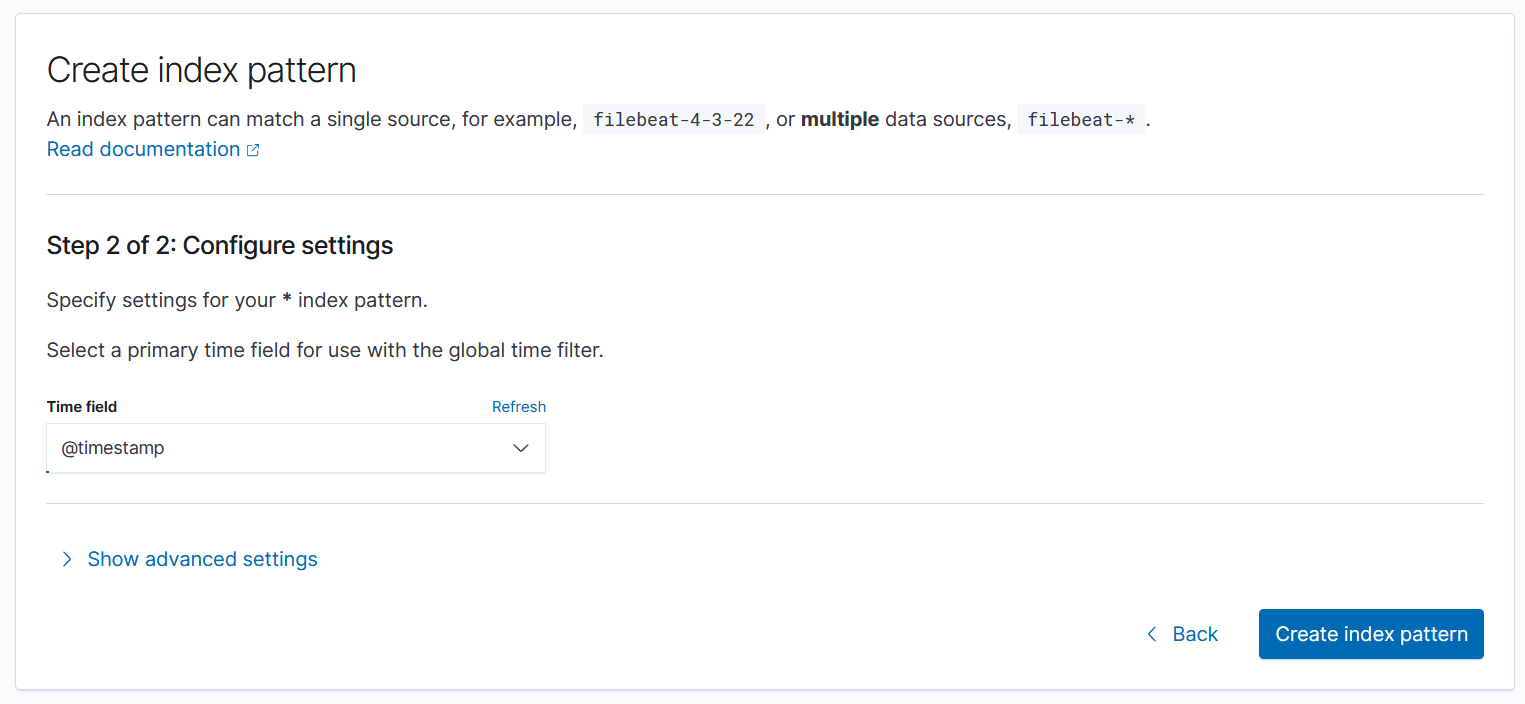 Create index pattern
An index pattern can match a single source, for example, filebeat-4-3-22 , or multiple data sources, filebeat-* .
Read documentation
Step 2 of 2: Configure settings
Specify settings for your * index pattern.
Select a primary time field for use with the global time filter.
Time field Refresh
@timestamp
Show advanced settings
Back Create index pattern